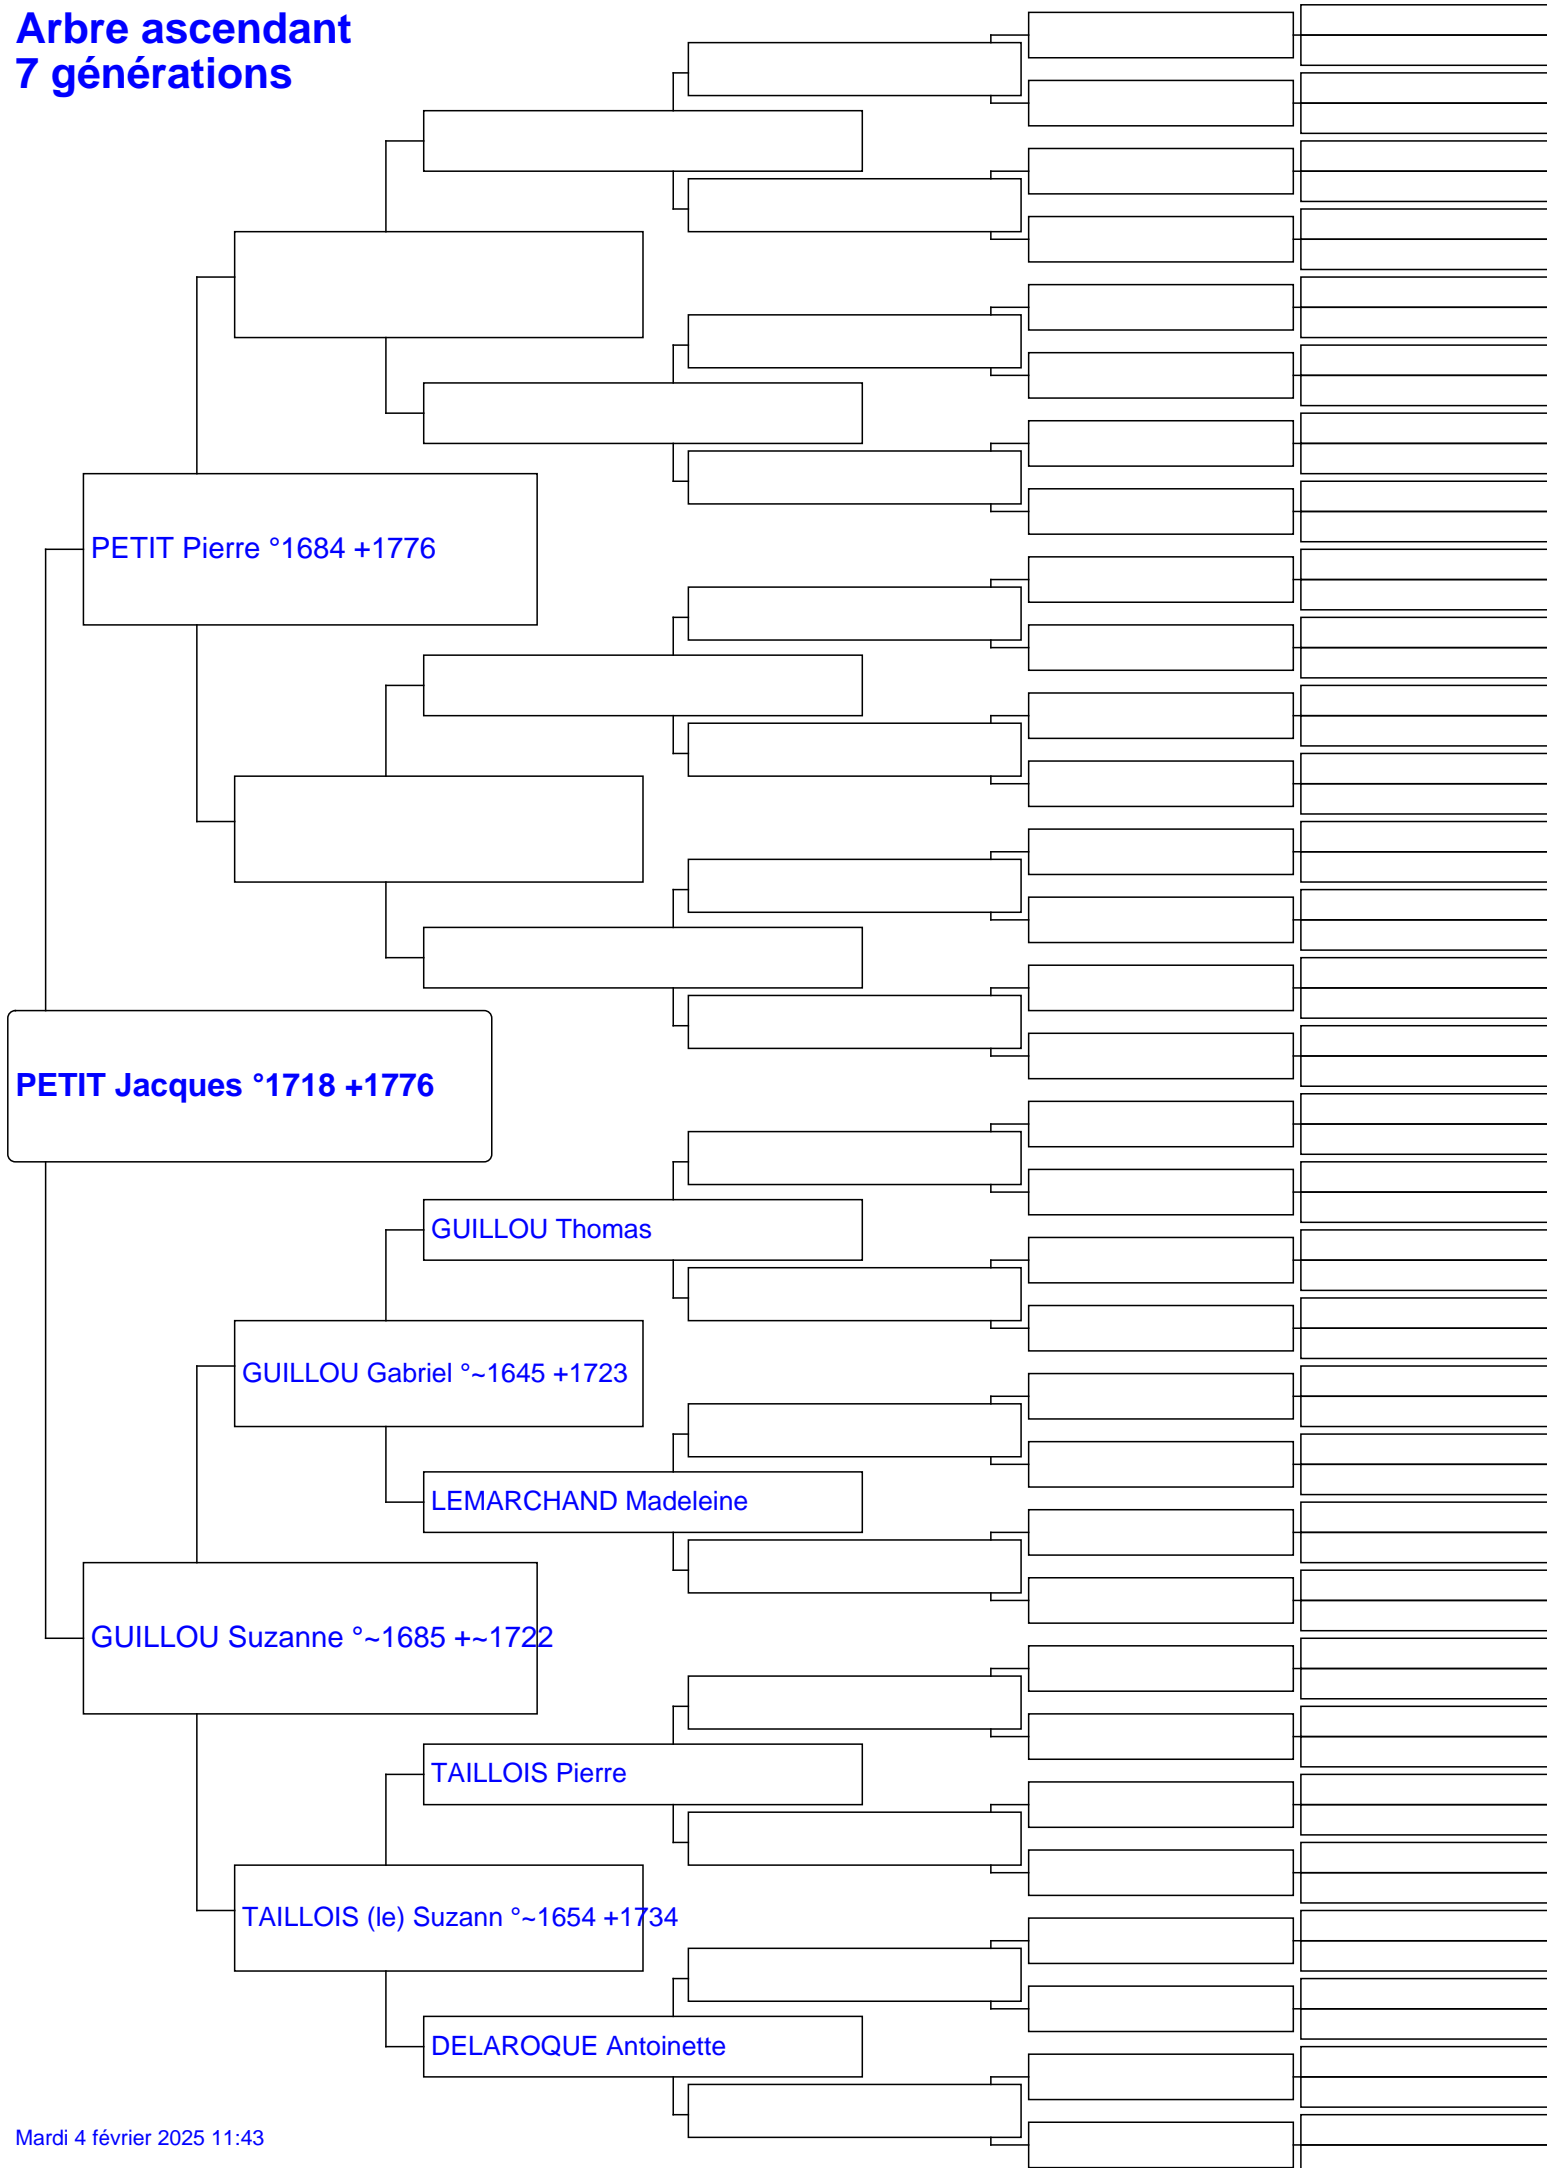 Arbre ascendant
7 générations
PETIT Pierre °1684 +1776
PETIT Jacques °1718 +1776
GUILLOU Thomas
GUILLOU Gabriel °~1645 +1723
LEMARCHAND Madeleine
GUILLOU Suzanne °~1685 +~1722
TAILLOIS Pierre
TAILLOIS (le) Suzann °~1654 +1734
DELAROQUE Antoinette
Mardi 4 février 2025 11:43